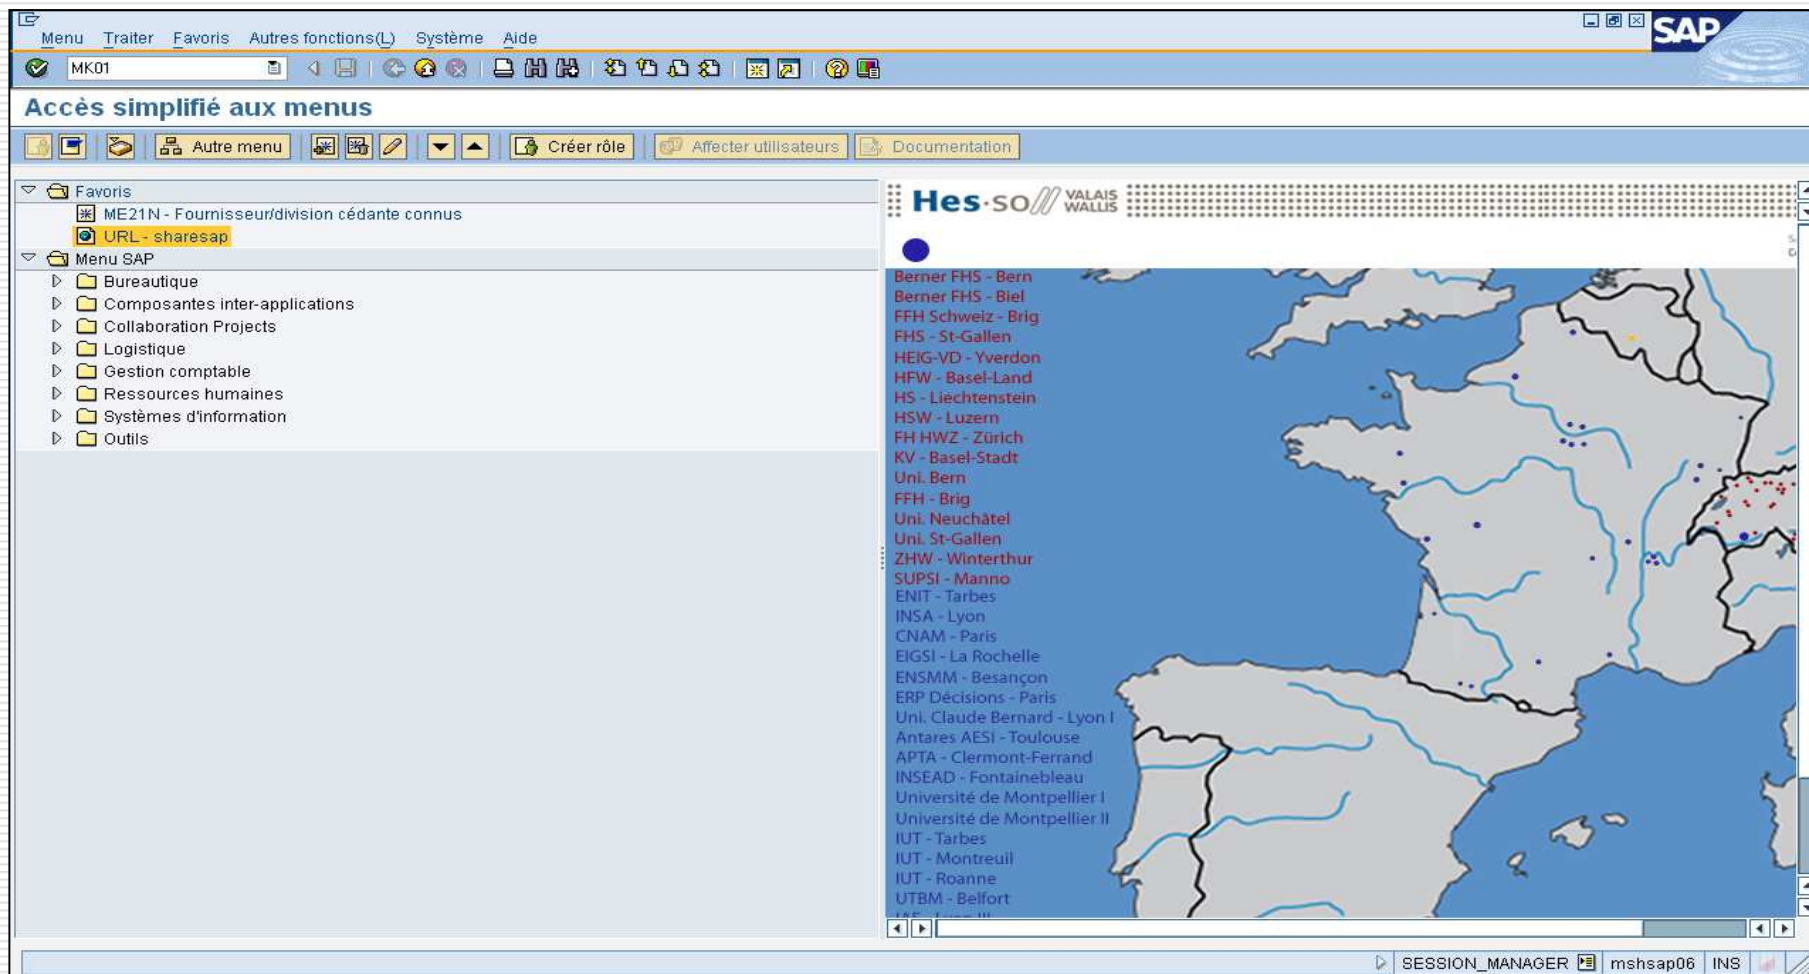 Menu Traiter Favoris Autres fonctions(L) Système Aide
SAP
MK01
Accès simplifié aux menus
Autre menu Créer rôle Affecter utilisateurs Documentation
Favoris
ME21N - Fournisseur/division cédante connus
URL - sharesap
Menu SAP
Bureautique
Composantes inter-applications
Collaboration Projects
Logistique
Gestion comptable
Ressources humaines
Systèmes d'information
Outils
Hes·so// VALAIS
WALLIS
Berner FHS - Bern
Berner FHS - Biel
FFH Schweiz - Brig
FHS - St-Gallen
HEIG-VD - Yverdon
HFW - Basel-Land
HS - Liechtenstein
HSW - Luzern
FH HWZ - Zürich
KV - Basel-Stadt
Uni. Bern
FFH - Brig
Uni. Neuchâtel
Uni. St-Gallen
ZHW - Winterthur
SUPSI - Manno
ENIT - Tarbes
INSA - Lyon
CNAM - Paris
EIGSI - La Rochelle
ENSMM - Besançon
ERP Décisions - Paris
Uni. Claude Bernard - Lyon I
Antares AESI - Toulouse
APTA - Clermont-Ferrand
INSEAD - Fontainebleau
Université de Montpellier I
Université de Montpellier II
IUT - Tarbes
IUT - Montreuil
IUT - Roanne
UTBM - Belfort
SESSION_MANAGER mshsap06 INS